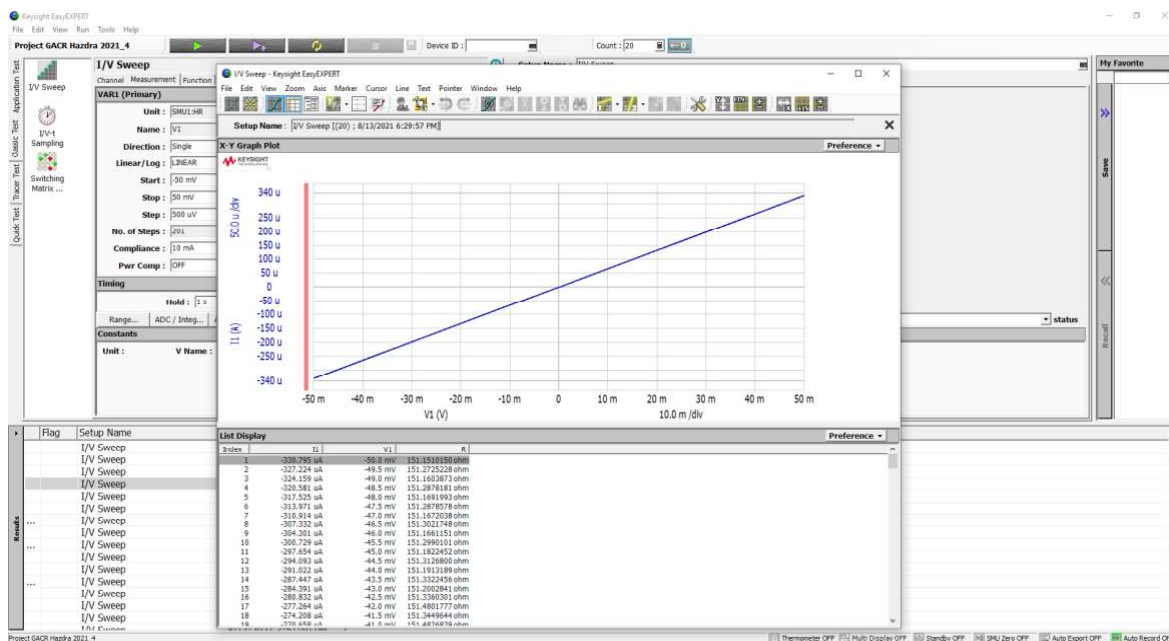 Keysight EasyEXPERT
File Edit View Run Tools Help
Project GACR Hazdra 2021_4
Device ID :
Count : 20
Quick Test Tracer Test Classic Test Application Test
I/V Sweep
I/V-t
Sampling
Switching
Matrix ...
I/V Sweep
Channel Measurement Function
VAR1 (Primary)
Unit : SMU1:HR
Name : V1
Direction : Single
Linear/Log : LINEAR
Start : -50 mV
Stop : 50 mV
Step : 500 uV
No. of Steps : 201
Compliance : 10 mA
Pwr Comp : OFF
Timing
Hold : 1 s
Range... ADC / Integ...
Constants
Unit : V Name :
status
My Favorite
Save
Recall
I/V Sweep - Keysight EasyEXPERT
File Edit View Zoom Axis Marker Cursor Line Text Pointer Window Help
Setup Name : I/V Sweep [(20) ; 8/13/2021 6:29:57 PM]
X-Y Graph Plot Preference
KEYSIGHT
340 u
250 u
200 u
150 u
100 u
50 u
0
-50 u
-100 u
-150 u
-200 u
-250 u
-340 u
50.0 u /div
I1 (A)
-50 m -40 m -30 m -20 m -10 m 0 10 m 20 m 30 m 40 m 50 m
V1 (V) 10.0 m /div
List Display Preference
Index I1 V1 R
1 -330.795 uA -50.0 mV 151.1510150 ohm
2 -327.224 uA -49.5 mV 151.2725228 ohm
3 -324.159 uA -49.0 mV 151.1603873 ohm
4 -320.581 uA -48.5 mV 151.2878181 ohm
5 -317.525 uA -48.0 mV 151.1691993 ohm
6 -313.971 uA -47.5 mV 151.2878578 ohm
7 -310.914 uA -47.0 mV 151.1672038 ohm
8 -307.332 uA -46.5 mV 151.3021748 ohm
9 -304.301 uA -46.0 mV 151.1661151 ohm
10 -300.729 uA -45.5 mV 151.2990101 ohm
11 -297.654 uA -45.0 mV 151.1822452 ohm
12 -294.093 uA -44.5 mV 151.3126800 ohm
13 -291.022 uA -44.0 mV 151.1913189 ohm
14 -287.447 uA -43.5 mV 151.3322456 ohm
15 -284.391 uA -43.0 mV 151.2002841 ohm
16 -280.832 uA -42.5 mV 151.3360301 ohm
17 -277.264 uA -42.0 mV 151.4801777 ohm
18 -274.208 uA -41.5 mV 151.3449644 ohm
Results
Flag Setup Name
I/V Sweep
I/V Sweep
I/V Sweep
I/V Sweep
I/V Sweep
I/V Sweep
... I/V Sweep
I/V Sweep
... I/V Sweep
I/V Sweep
I/V Sweep
... I/V Sweep
I/V Sweep
I/V Sweep
I/V Sweep
Project GACR Hazdra 2021_4
Thermometer OFF Multi Display OFF Standby OFF SMU Zero OFF Auto Export OFF Auto Record